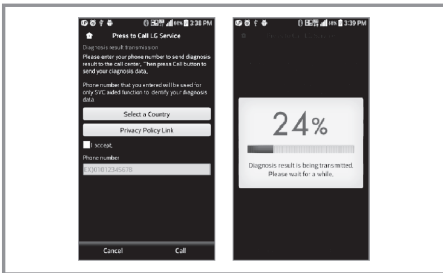 3:38 PM
Press to Call LG Service
Diagnosis result transmission
Please enter your phone number to send diagnosis
result to the call center, Then press Call button to
send your diagnosis data.
Phone number that you entered will be used for
only SVC aided function to identify your diagnosis
data
Select a Country
Privacy Policy Link
I accept.
Phone number
Cancel
Call
3:39 PM
24%
Diagnosis result is being transmitted.
Please wait for a while.